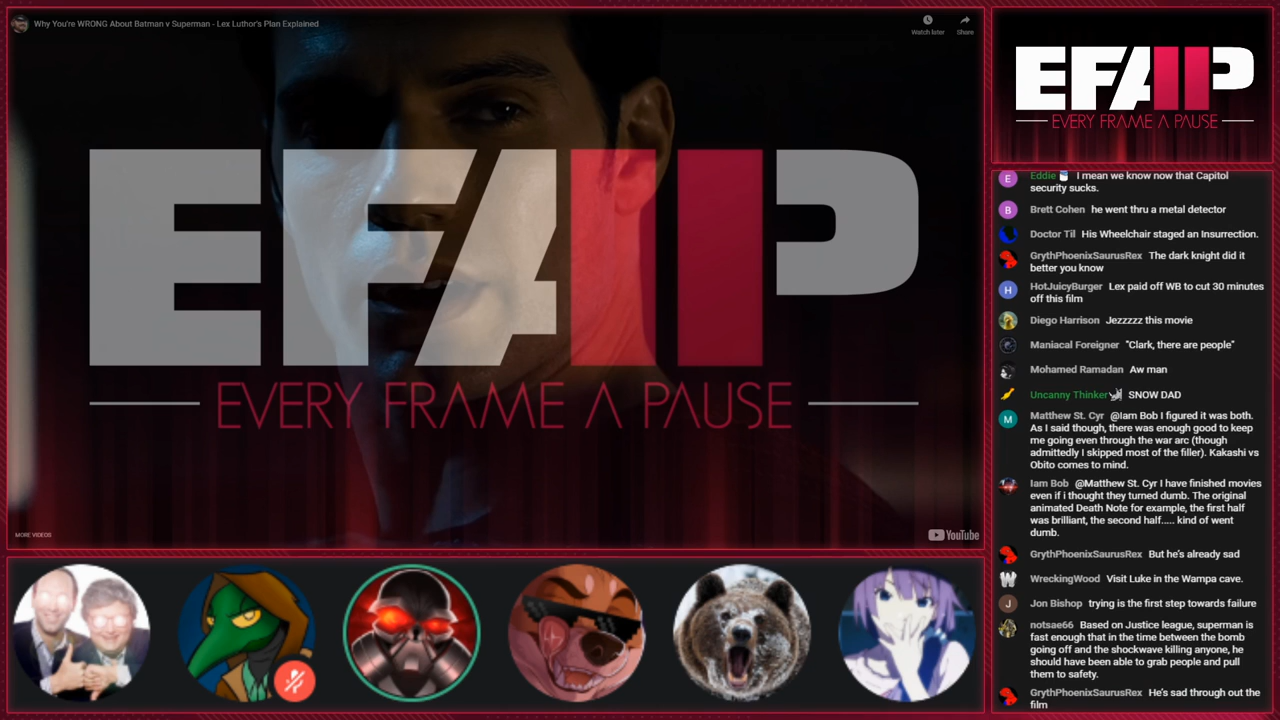 Why You're WRONG About Batman v Superman - Lex Luthor's Plan Explained
Watch later
Share
EFAP
EVERY FRAME A PAUSE
MORE VIDEOS
YouTube
EFAP
EVERY FRAME A PAUSE
E
Eddie I mean we know now that Capitol
security sucks.
B
Brett Cohen he went thru a metal detector
Doctor Til His Wheelchair staged an Insurrection.
GrythPhoenixSaurusRex The dark knight did it
better you know
H
HotJuicyBurger Lex paid off WB to cut 30 minutes
off this film
Diego Harrison Jezzzzz this movie
Maniacal Foreigner "Clark, there are people"
Mohamed Ramadan Aw man
Uncanny Thinker SNOW DAD
M
Matthew St. Cyr @Iam Bob I figured it was both.
As I said though, there was enough good to keep
me going even through the war arc (though
admittedly I skipped most of the filler). Kakashi vs
Obito comes to mind.
Iam Bob @Matthew St. Cyr I have finished movies
even if i thought they turned dumb. The original
animated Death Note for example, the first half
was brilliant, the second half..... kind of went
dumb.
GrythPhoenixSaurusRex But he's already sad
W
WreckingWood Visit Luke in the Wampa cave.
J
Jon Bishop trying is the first step towards failure
notsae66 Based on Justice league, superman is
fast enough that in the time between the bomb
going off and the shockwave killing anyone, he
should have been able to grab people and pull
them to safety.
GrythPhoenixSaurusRex He's sad through out the
film